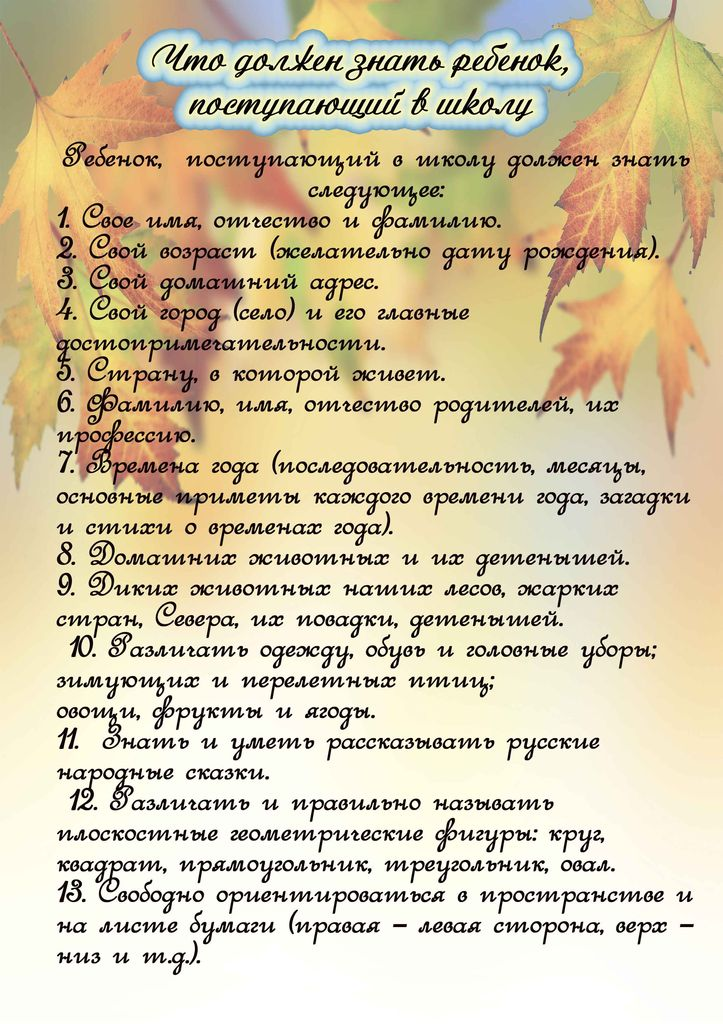 Что должен знать ребенок,
поступающий в школу
Ребенок, поступающий в школу должен знать
следующее:
1. Свое имя, отчество и фамилию.
2. Свой возраст (желательно дату рождения).
3. Свой домашний адрес.
4. Свой город (село) и его главные
достопримечательности.
5. Страну, в которой живет.
6. Фамилию, имя, отчество родителей, их
профессию.
7. Времена года (последовательность, месяцы,
основные приметы каждого времени года, загадки
и стихи о временах года).
8. Домашних животных и их детенышей.
9. Диких животных наших лесов, жарких
стран, Севера, их повадки, детенышей.
10. Различать одежду, обувь и головные уборы;
зимующих и перелетных птиц;
овощи, фрукты и ягоды.
11. Знать и уметь рассказывать русские
народные сказки.
12. Различать и правильно называть
плоскостные геометрические фигуры: круг,
квадрат, прямоугольник, треугольник, овал.
13. Свободно ориентироваться в пространстве и
на листе бумаги (правая – левая сторона, верх –
низ и т.д.).